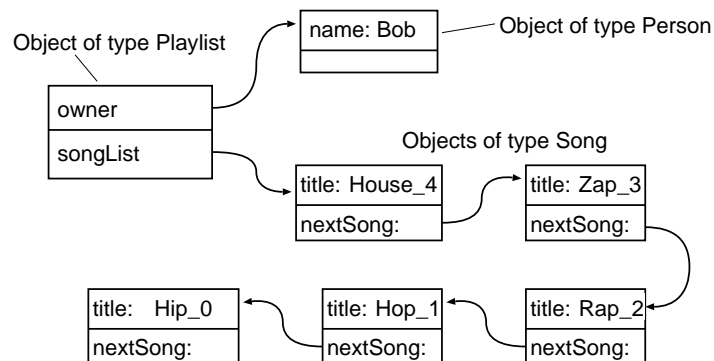 Object of type Playlist
name: Bob
Object of type Person
owner
songList
Objects of type Song
title: House_4
nextSong:
title: Zap_3
nextSong:
title: Hip_0
nextSong:
title: Hop_1
nextSong:
title: Rap_2
nextSong: